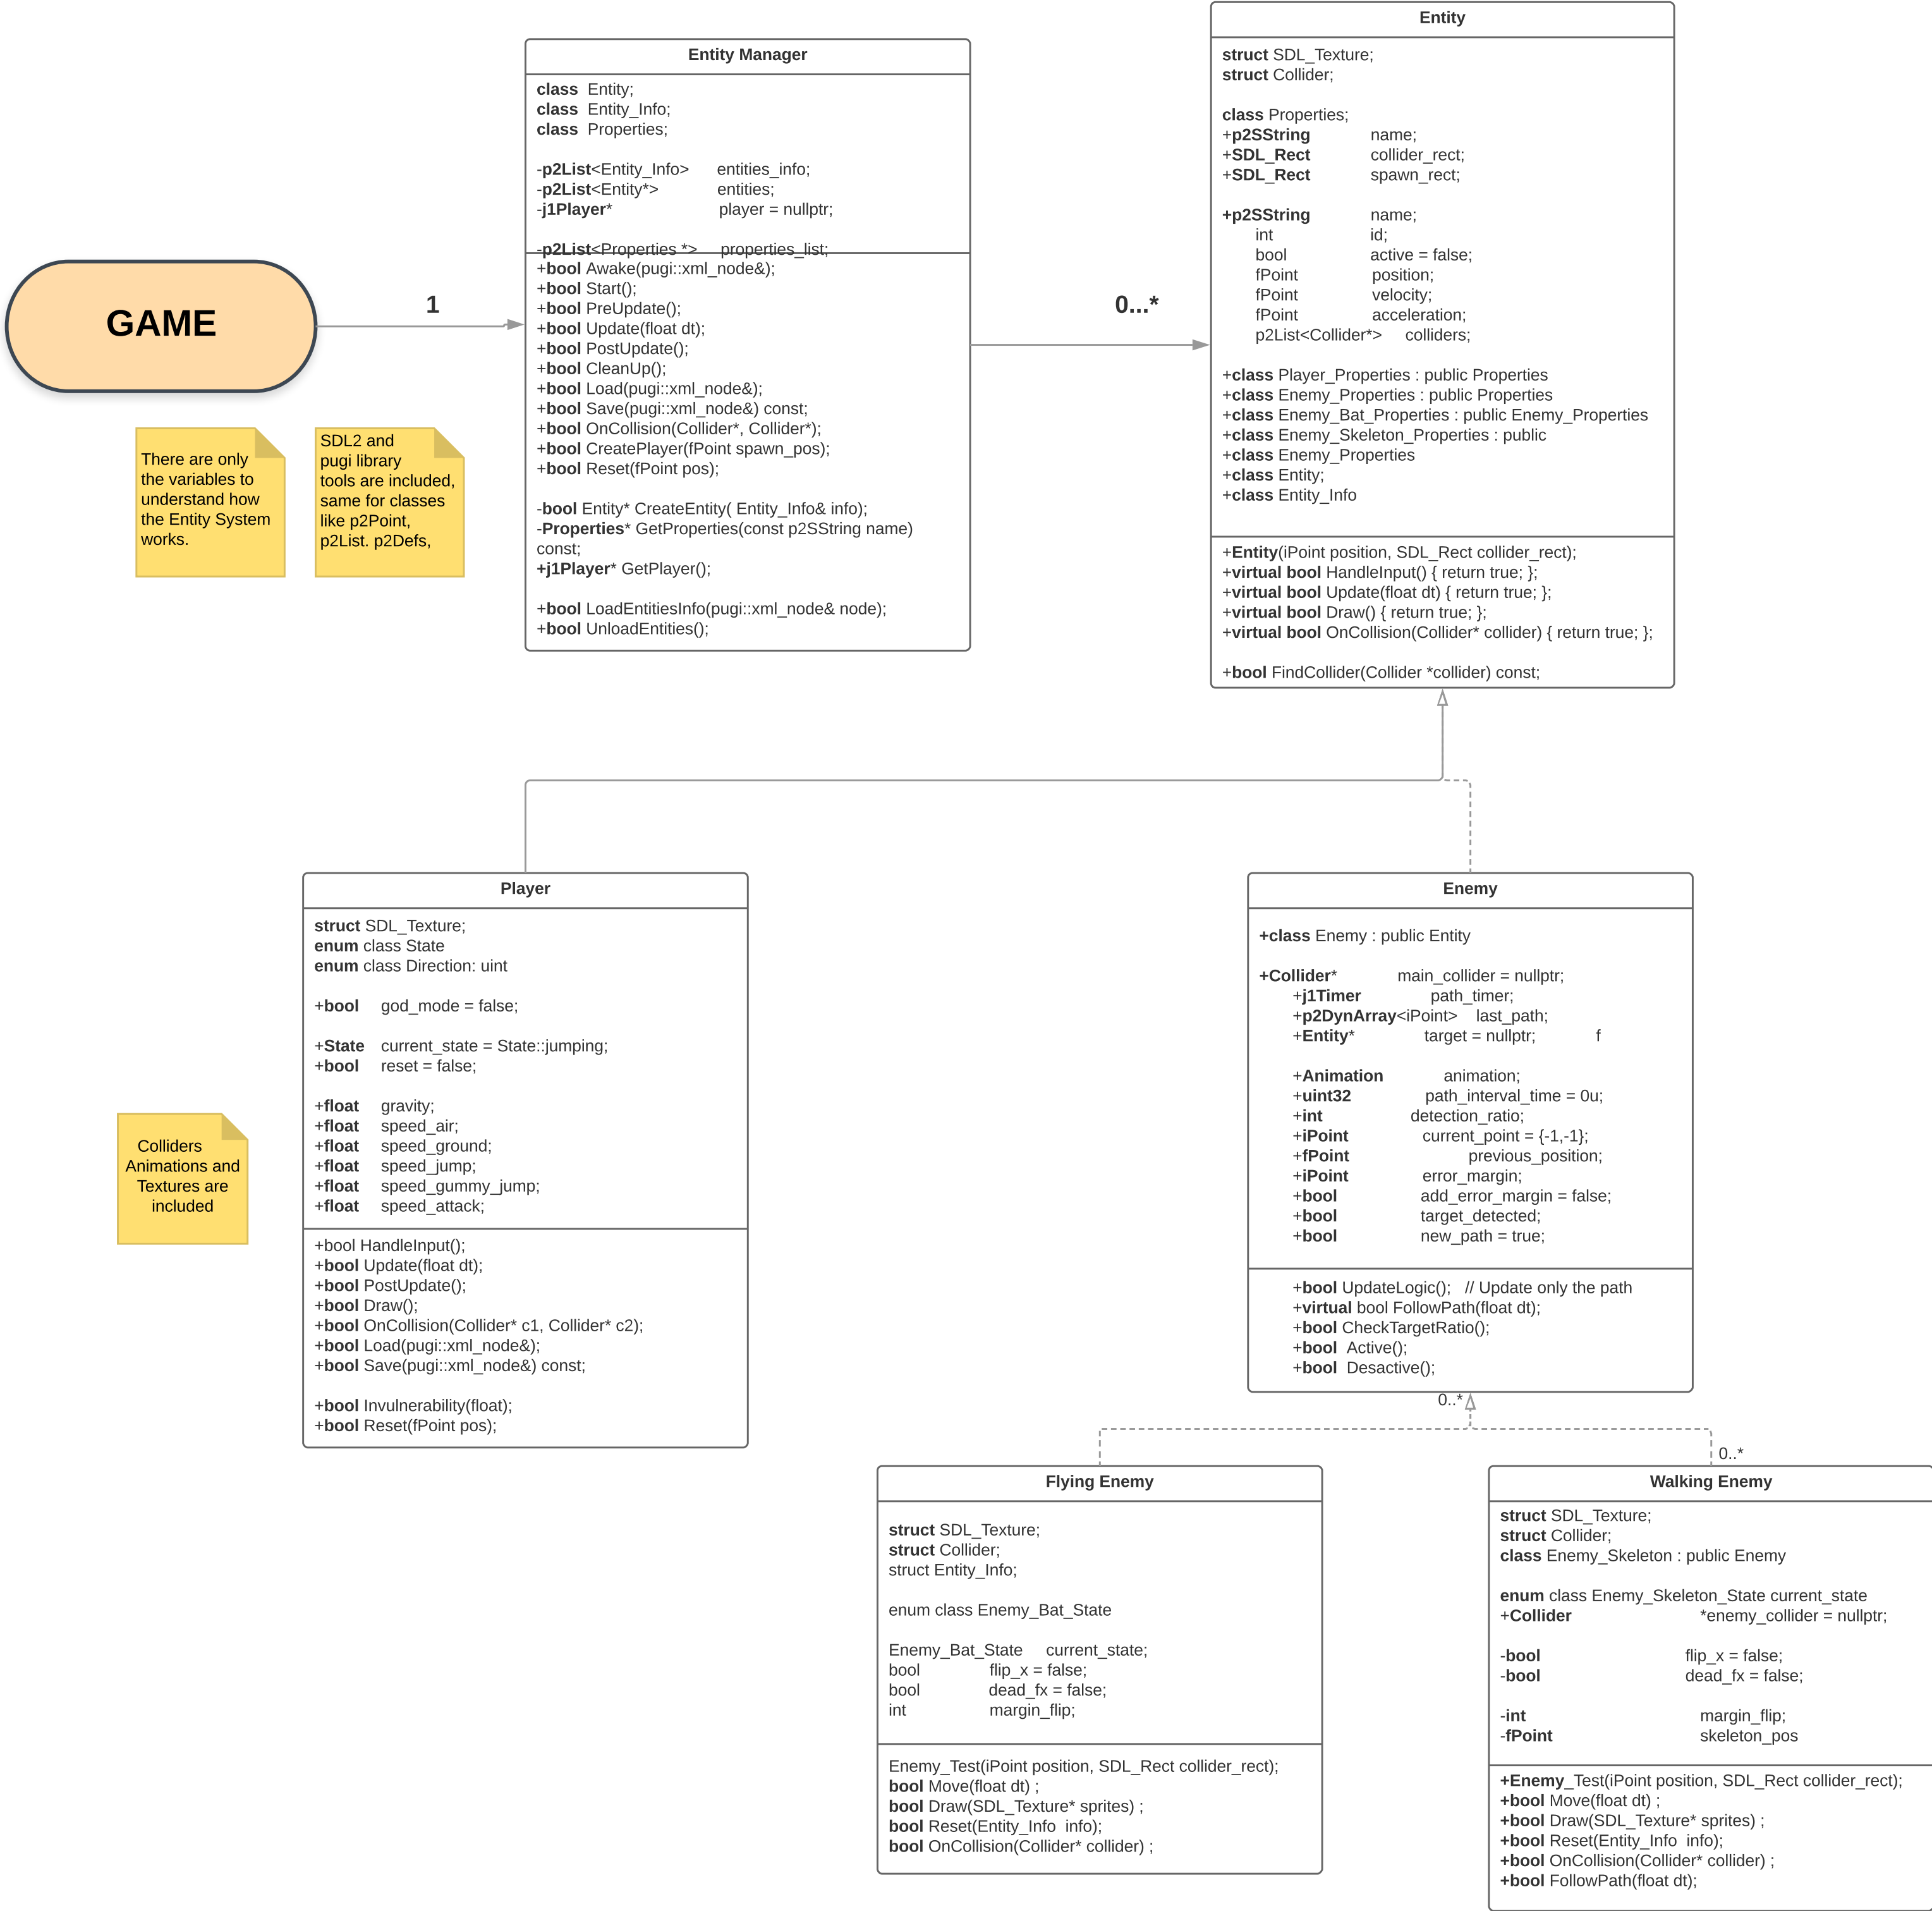 Entity Manager
class  Entity;
class  Entity_Info;
class  Properties;
-p2List<Entity_Info>      entities_info;
-p2List<Entity*>      entities;
-j1Player*      player = nullptr;
-p2List<Properties *>     properties_list;
+bool Awake(pugi::xml_node&);
+bool Start();
+bool PreUpdate();
+bool Update(float dt);
+bool PostUpdate();
+bool CleanUp();
+bool Load(pugi::xml_node&);
+bool Save(pugi::xml_node&) const;
+bool OnCollision(Collider*, Collider*);
+bool CreatePlayer(fPoint spawn_pos);
+bool Reset(fPoint pos);
-bool Entity* CreateEntity( Entity_Info& info);
-Properties* GetProperties(const p2SString name)
const;
+j1Player* GetPlayer();
+bool LoadEntitiesInfo(pugi::xml_node& node);
+bool UnloadEntities();
Entity
struct SDL_Texture;
struct Collider;
class Properties;
+p2SString      name;
+SDL_Rect      collider_rect;
+SDL_Rect      spawn_rect;
+p2SString      name;
int      id;
bool      active = false;
fPoint      position;
fPoint      velocity;
fPoint      acceleration;
p2List<Collider*>     colliders;
+class Player_Properties : public Properties
+class Enemy_Properties : public Properties
+class Enemy_Bat_Properties : public Enemy_Properties
+class Enemy_Skeleton_Properties : public
+class Enemy_Properties
+class Entity;
+class Entity_Info
+Entity(iPoint position, SDL_Rect collider_rect);
+virtual bool HandleInput() { return true; };
+virtual bool Update(float dt) { return true; };
+virtual bool Draw() { return true; };
+virtual bool OnCollision(Collider* collider) { return true; };
+bool FindCollider(Collider *collider) const;
GAME
1
0...*
There are only
the variables to
understand how
the Entity System
works.
SDL2 and
pugi library
tools are included,
same for classes
like p2Point,
p2List. p2Defs,
Player
struct SDL_Texture;
enum class State
enum class Direction: uint
+bool     god_mode = false;
+State    current_state = State::jumping;
+bool     reset = false;
+float     gravity;
+float     speed_air;
+float     speed_ground;
+float     speed_jump;
+float     speed_gummy_jump;
+float     speed_attack;
+bool HandleInput();
+bool Update(float dt);
+bool PostUpdate();
+bool Draw();
+bool OnCollision(Collider* c1, Collider* c2);
+bool Load(pugi::xml_node&);
+bool Save(pugi::xml_node&) const;
+bool Invulnerability(float);
+bool Reset(fPoint pos);
Colliders
Animations and
Textures are
included
Enemy
+class Enemy : public Entity
+Collider*      main_collider = nullptr;
+j1Timer      path_timer;
+p2DynArray<iPoint>    last_path;
+Entity*      target = nullptr;      f
+Animation      animation;
+uint32      path_interval_time = 0u;
+int      detection_ratio;
+iPoint      current_point = {-1,-1};
+fPoint      previous_position;
+iPoint      error_margin;
+bool      add_error_margin = false;
+bool      target_detected;
+bool      new_path = true;
+bool UpdateLogic();   // Update only the path
+virtual bool FollowPath(float dt);
+bool CheckTargetRatio();
+bool  Active();
+bool  Desactive();
0..*
0..*
Flying Enemy
struct SDL_Texture;
struct Collider;
struct Entity_Info;
enum class Enemy_Bat_State
Enemy_Bat_State     current_state;
bool      flip_x = false;
bool      dead_fx = false;
int      margin_flip;
Enemy_Test(iPoint position, SDL_Rect collider_rect);
bool Move(float dt) ;
bool Draw(SDL_Texture* sprites) ;
bool Reset(Entity_Info  info);
bool OnCollision(Collider* collider) ;
Walking Enemy
struct SDL_Texture;
struct Collider;
class Enemy_Skeleton : public Enemy
enum class Enemy_Skeleton_State current_state
+Collider      *enemy_collider = nullptr;
-bool      flip_x = false;
-bool      dead_fx = false;
-int      margin_flip;
-fPoint      skeleton_pos
+Enemy_Test(iPoint position, SDL_Rect collider_rect);
+bool Move(float dt) ;
+bool Draw(SDL_Texture* sprites) ;
+bool Reset(Entity_Info  info);
+bool OnCollision(Collider* collider) ;
+bool FollowPath(float dt);